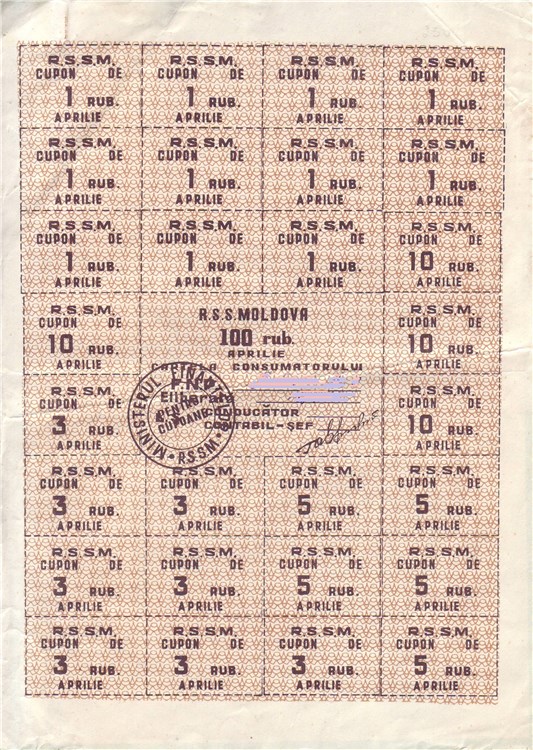 R.S.S.M. R.S.S.M. R.S.S.M. R.S.S.M.
CUPON DE CUPON DE CUPON DE CUPON DE
1 RUB. 1 RUB. 1 RUB. 1 RUB.
APRILIE APRILIE APRILIE APRILIE
R.S.S.M. R.S.S.M. R.S.S.M. R.S.S.M.
CUPON DE CUPON DE CUPON DE CUPON DE
1 RUB. 1 RUB. 1 RUB. 1 RUB.
APRILIE APRILIE APRILIE APRILIE
R.S.S.M. R.S.S.M. R.S.S.M. R.S.S.M.
CUPON DE CUPON DE CUPON DE CUPON DE
1 RUB. 1 RUB. 1 RUB. 10 RUB.
APRILIE APRILIE APRILIE APRILIE
R.S.S.M.
CUPON DE
10 RUB.
APRILIE
R.S.S.MOLDOVA
100 rub.
APRILIE
CONSUMATORULUI
CONTABIL-ŞEF
MINISTERUL FINANȚELOR
R.S.S.M.
PENTRU
CUPOANE
R.S.S.M.
CUPON DE
10 RUB.
APRILIE
R.S.S.M.
CUPON DE
3 RUB.
APRILIE
R.S.S.M.
CUPON DE
10 RUB.
APRILIE
R.S.S.M. R.S.S.M. R.S.S.M. R.S.S.M.
CUPON DE CUPON DE CUPON DE CUPON DE
3 RUB. 3 RUB. 5 RUB. 5 RUB.
APRILIE APRILIE APRILIE APRILIE
R.S.S.M. R.S.S.M. R.S.S.M. R.S.S.M.
CUPON DE CUPON DE CUPON DE CUPON DE
3 RUB. 3 RUB. 5 RUB. 5 RUB.
APRILIE APRILIE APRILIE APRILIE
R.S.S.M. R.S.S.M. R.S.S.M. R.S.S.M.
CUPON DE CUPON DE CUPON DE CUPON DE
3 RUB. 3 RUB. 3 RUB. 5 RUB.
APRILIE APRILIE APRILIE APRILIE